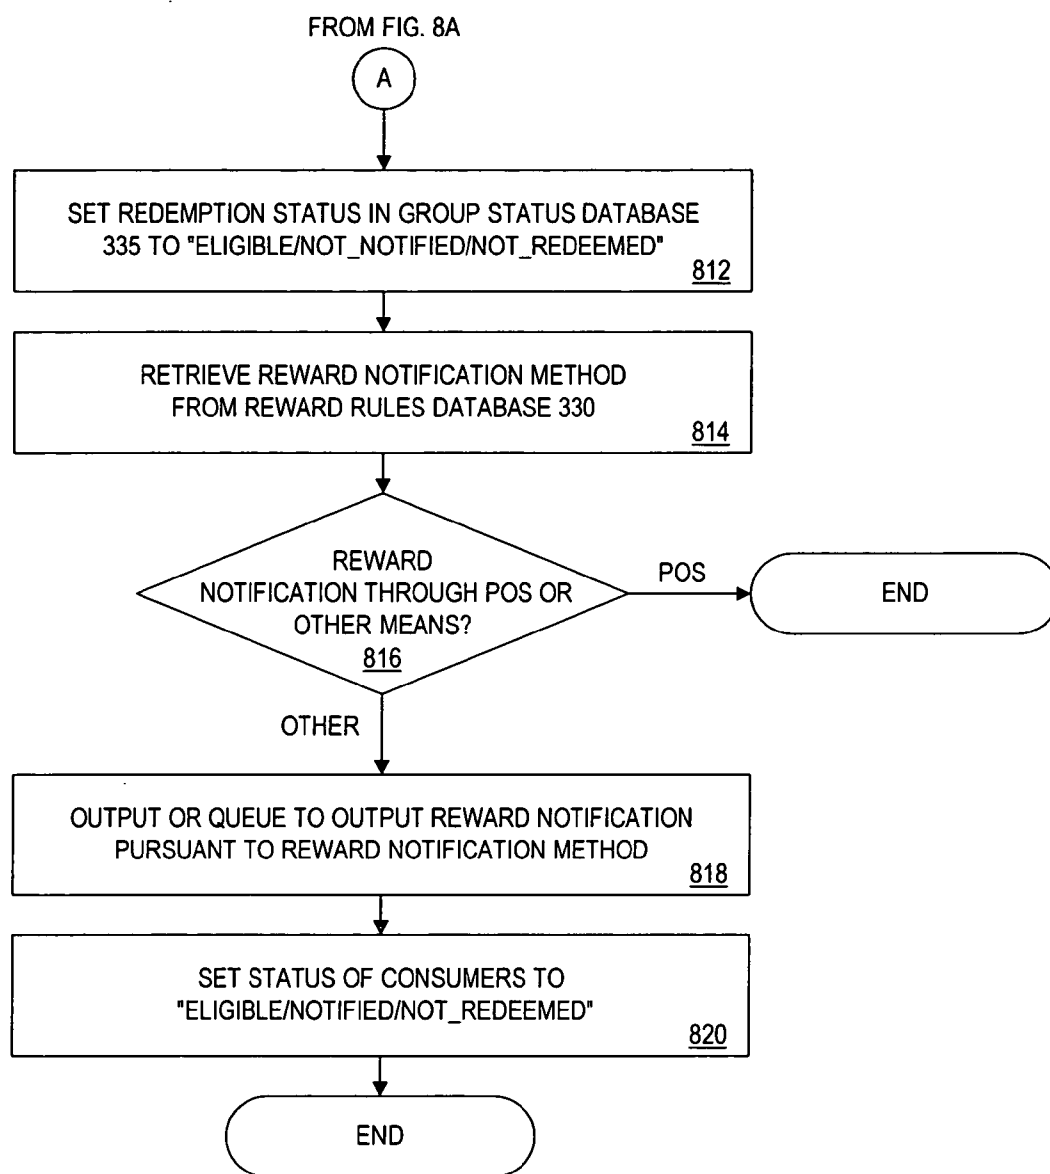 FROM FIG. 8A
A
SET REDEMPTION STATUS IN GROUP STATUS DATABASE
335 TO "ELIGIBLE/NOT_NOTIFIED/NOT_REDEEMED"
812
RETRIEVE REWARD NOTIFICATION METHOD
FROM REWARD RULES DATABASE 330
814
REWARD
NOTIFICATION THROUGH POS OR
OTHER MEANS?
816
POS
END
OTHER
OUTPUT OR QUEUE TO OUTPUT REWARD NOTIFICATION
PURSUANT TO REWARD NOTIFICATION METHOD
818
SET STATUS OF CONSUMERS TO
"ELIGIBLE/NOTIFIED/NOT_REDEEMED"
820
END